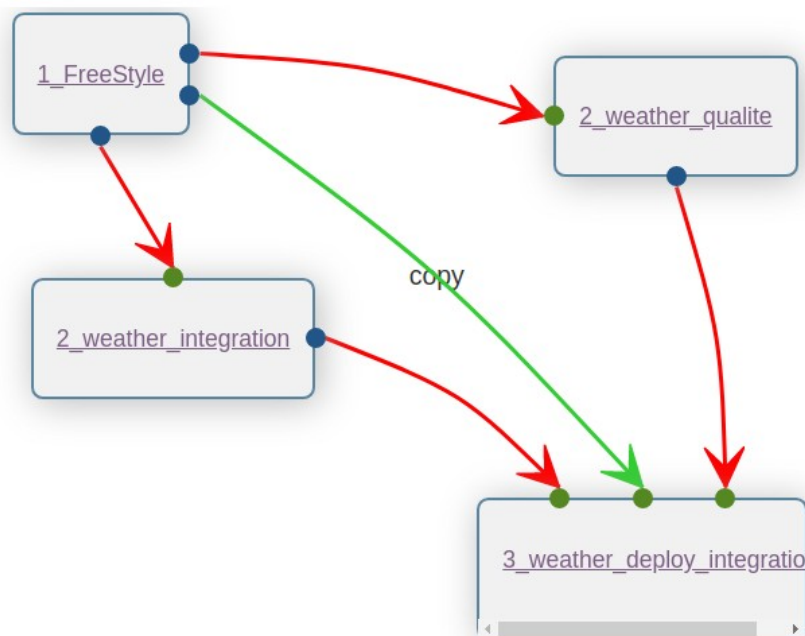 1_FreeStyle
2_weather_qualite
copy
2_weather_integration
3_weather_deploy_integratio